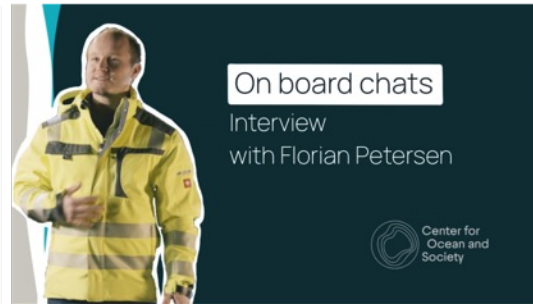 On board chats
Interview
with Florian Petersen
Center for
Ocean and
Society